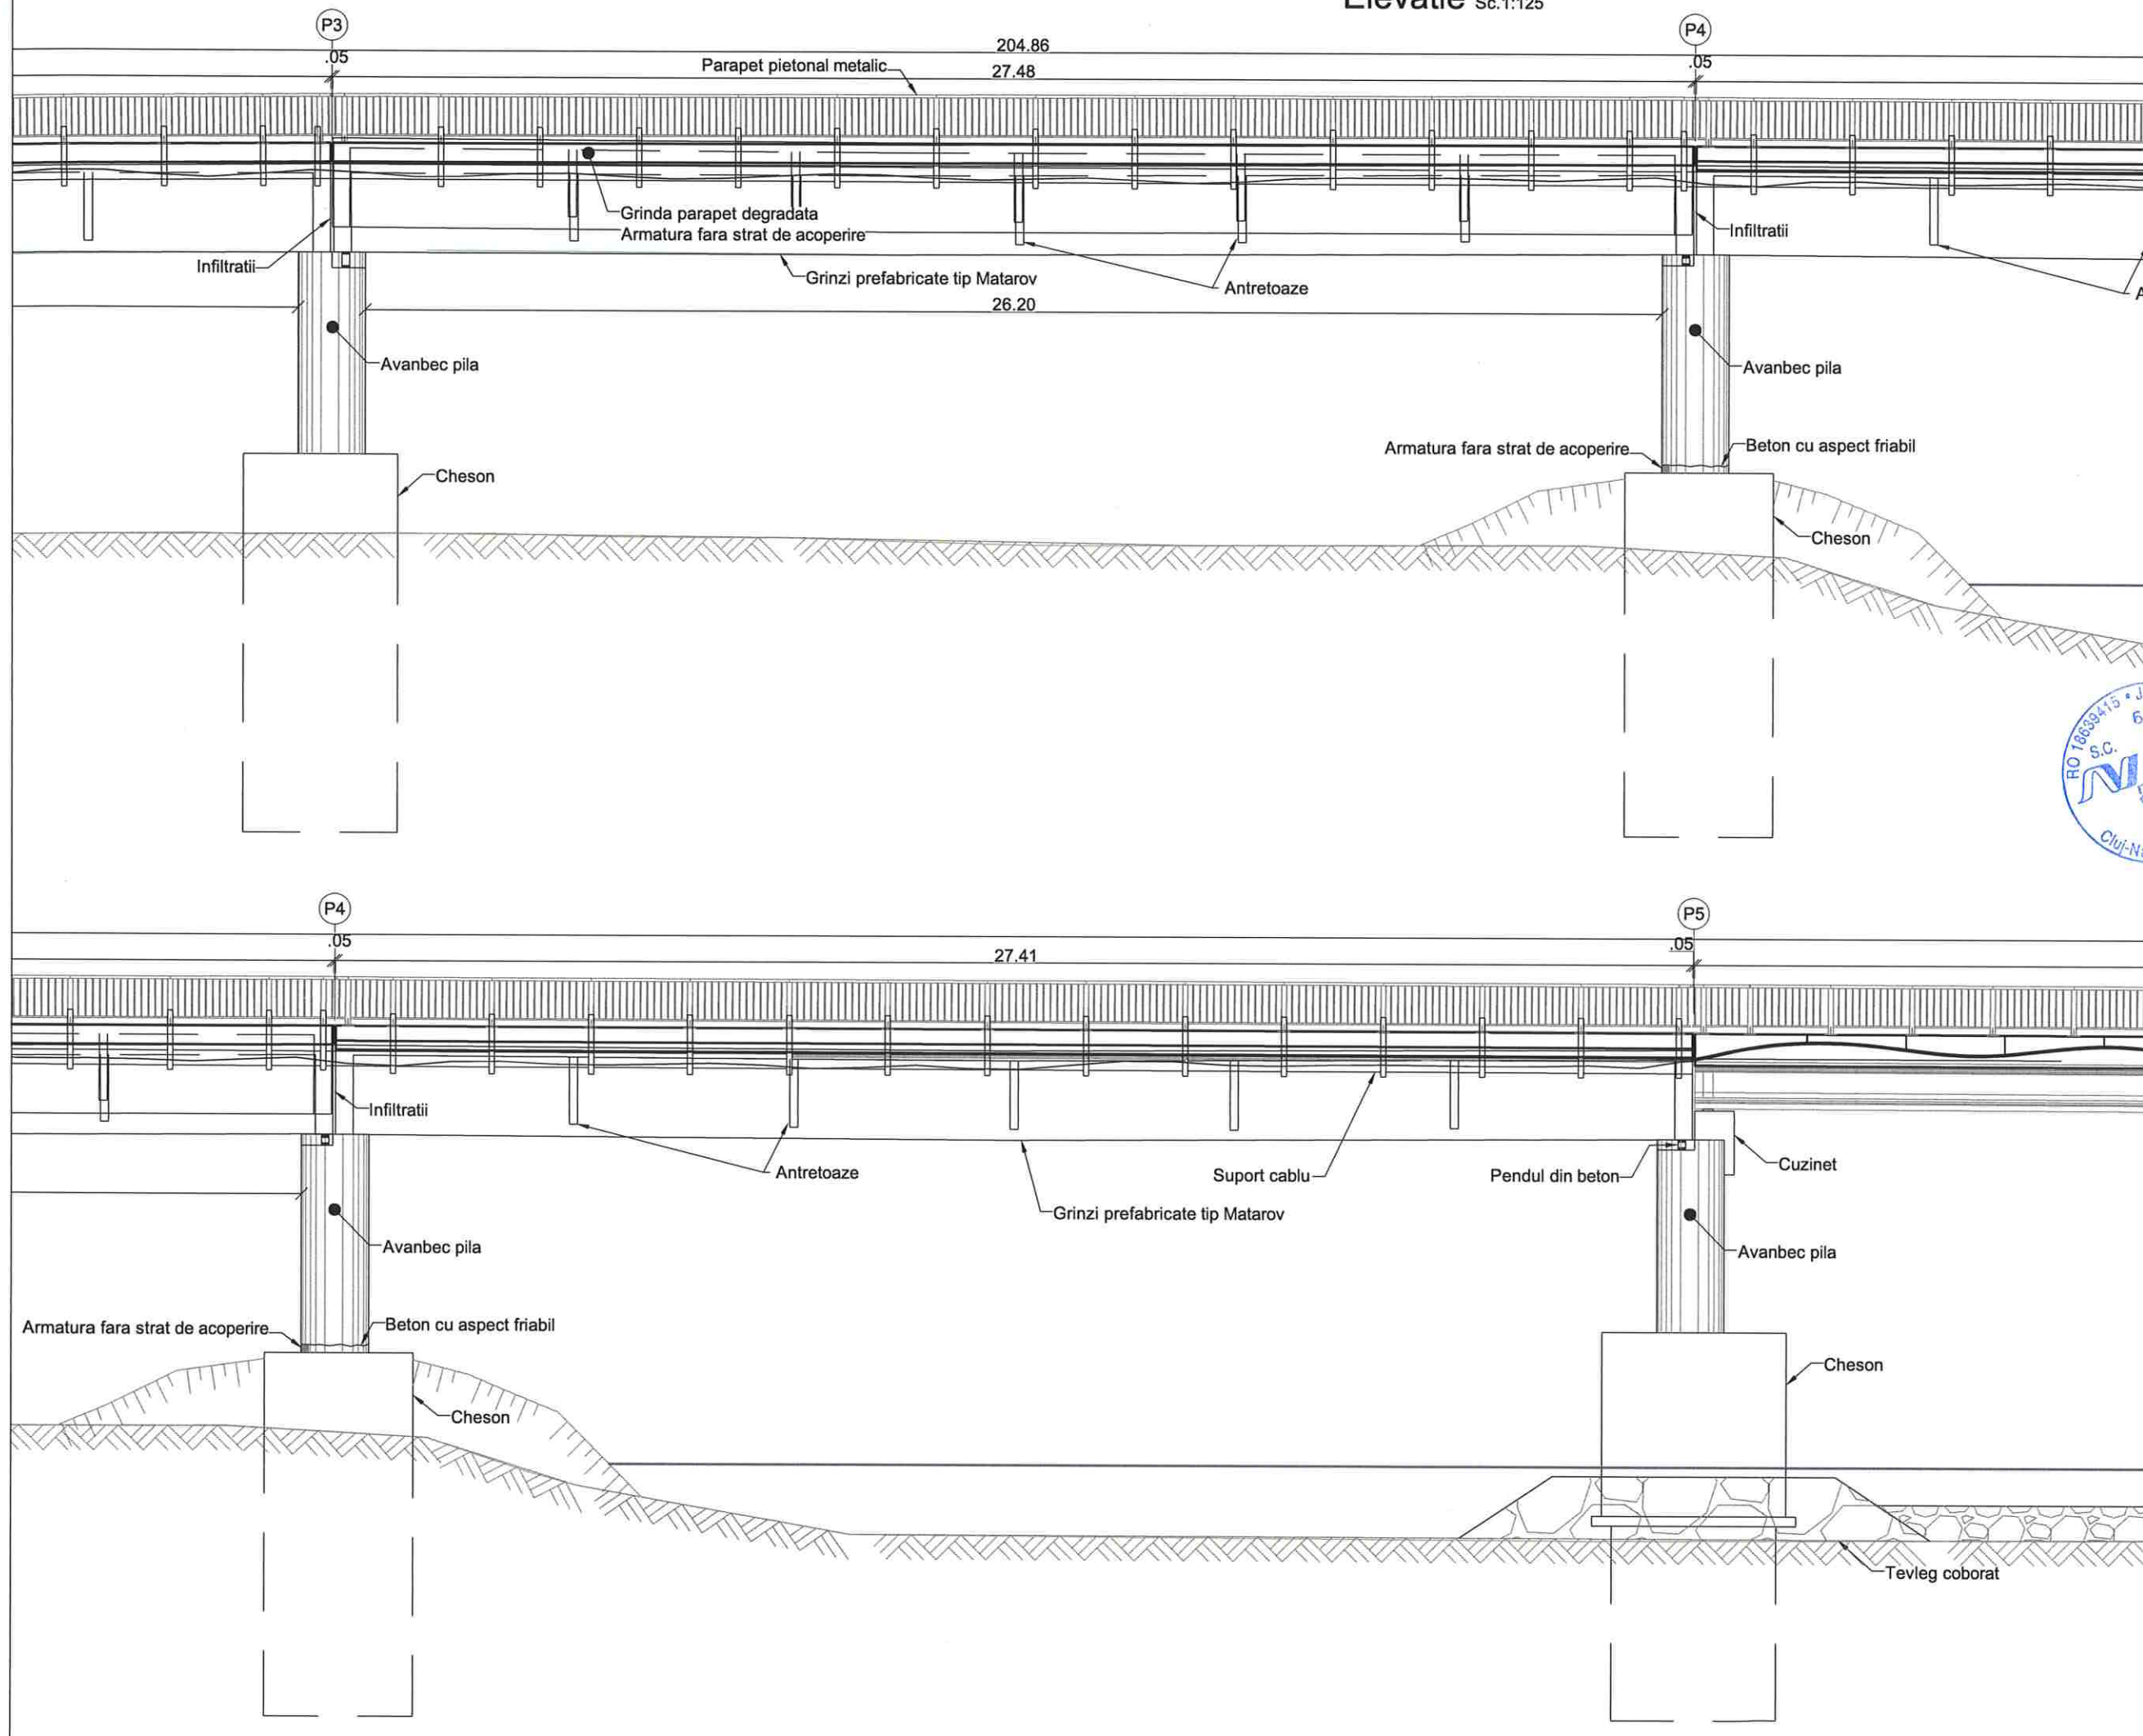 Elevatie Sc.1:125
P3
P4
204.86
.05
Parapet pietonal metalic
27.48
.05
Grinda parapet degradata
Armatura fara strat de acoperire
Infiltratii
Infiltratii
Grinzi prefabricate tip Matarov
Antretoaze
A
26.20
Avanbec pila
Avanbec pila
Armatura fara strat de acoperire
Beton cu aspect friabil
Cheson
Cheson
RO 18639415 • J
6
S.C.
Cluj-N
P4
P5
.05
27.41
.05
Infiltratii
Antretoaze
Suport cablu
Pendul din beton
Cuzinet
Grinzi prefabricate tip Matarov
Avanbec pila
Avanbec pila
Armatura fara strat de acoperire
Beton cu aspect friabil
Cheson
Cheson
Tevleg coborat